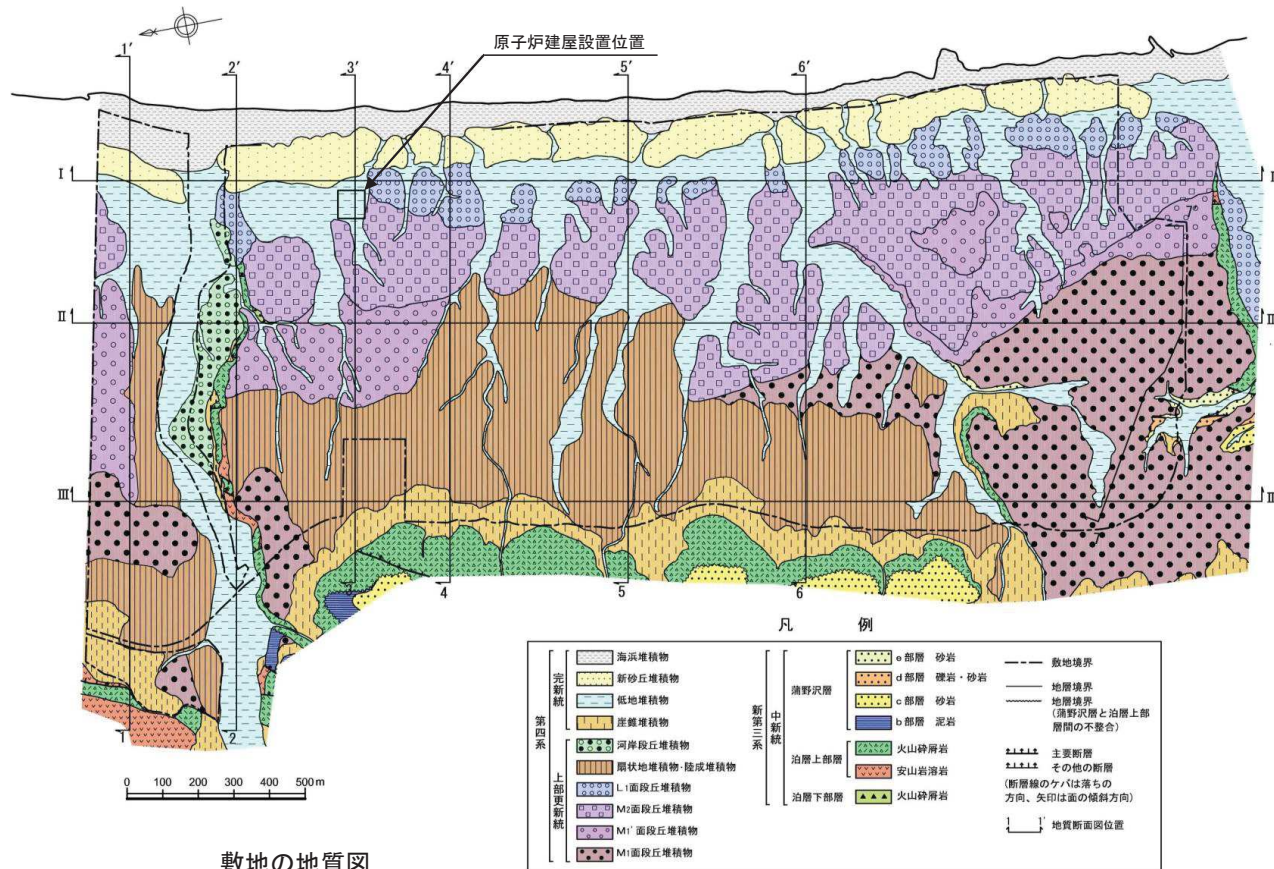 原子炉建屋設置位置
1' 2' 3' 4' 5' 6'
I I
II II
III II
7' 7
1 2 3 4 5 6
0 100 200 300 400 500m
敷地の地質図
凡 例
第四系
完新統
海浜堆積物
新砂丘堆積物
低地堆積物
崖錐堆積物
上部更新統
河岸段丘堆積物
扇状地堆積物・陸成堆積物
L1面段丘堆積物
M2面段丘堆積物
M1'面段丘堆積物
M1面段丘堆積物
新第三系
中新統
蒲野沢層
e部層 砂岩
d部層 礫岩・砂岩
c部層 砂岩
b部層 泥岩
泊層上部層
火山砕屑岩
安山岩溶岩
泊層下部層
火山砕屑岩
敷地境界
地層境界
地層境界
(蒲野沢層と泊層上部
層間の不整合)
主要断層
その他の断層
(断層線のケバは落ちの
方向、矢印は面の傾斜方向)
1 1' 地質断面図位置